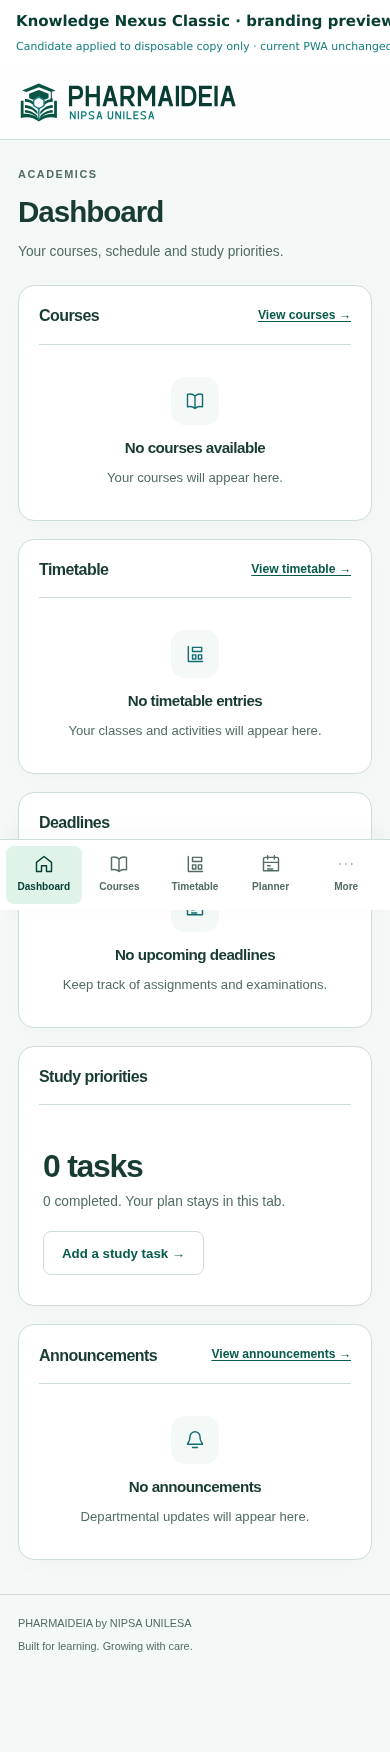 Knowledge Nexus Classic · branding preview
Candidate applied to disposable copy only · current PWA unchanged
PHARMAIDEIA
NIPSA UNILESA
ACADEMICS
Dashboard
Your courses, schedule and study priorities.
Courses
View courses →
No courses available
Your courses will appear here.
Timetable
View timetable →
No timetable entries
Your classes and activities will appear here.
Deadlines
Dashboard
Courses
Timetable
Planner
More
No upcoming deadlines
Keep track of assignments and examinations.
Study priorities
0 tasks
0 completed. Your plan stays in this tab.
Add a study task →
Announcements
View announcements →
No announcements
Departmental updates will appear here.
PHARMAIDEIA by NIPSA UNILESA
Built for learning. Growing with care.